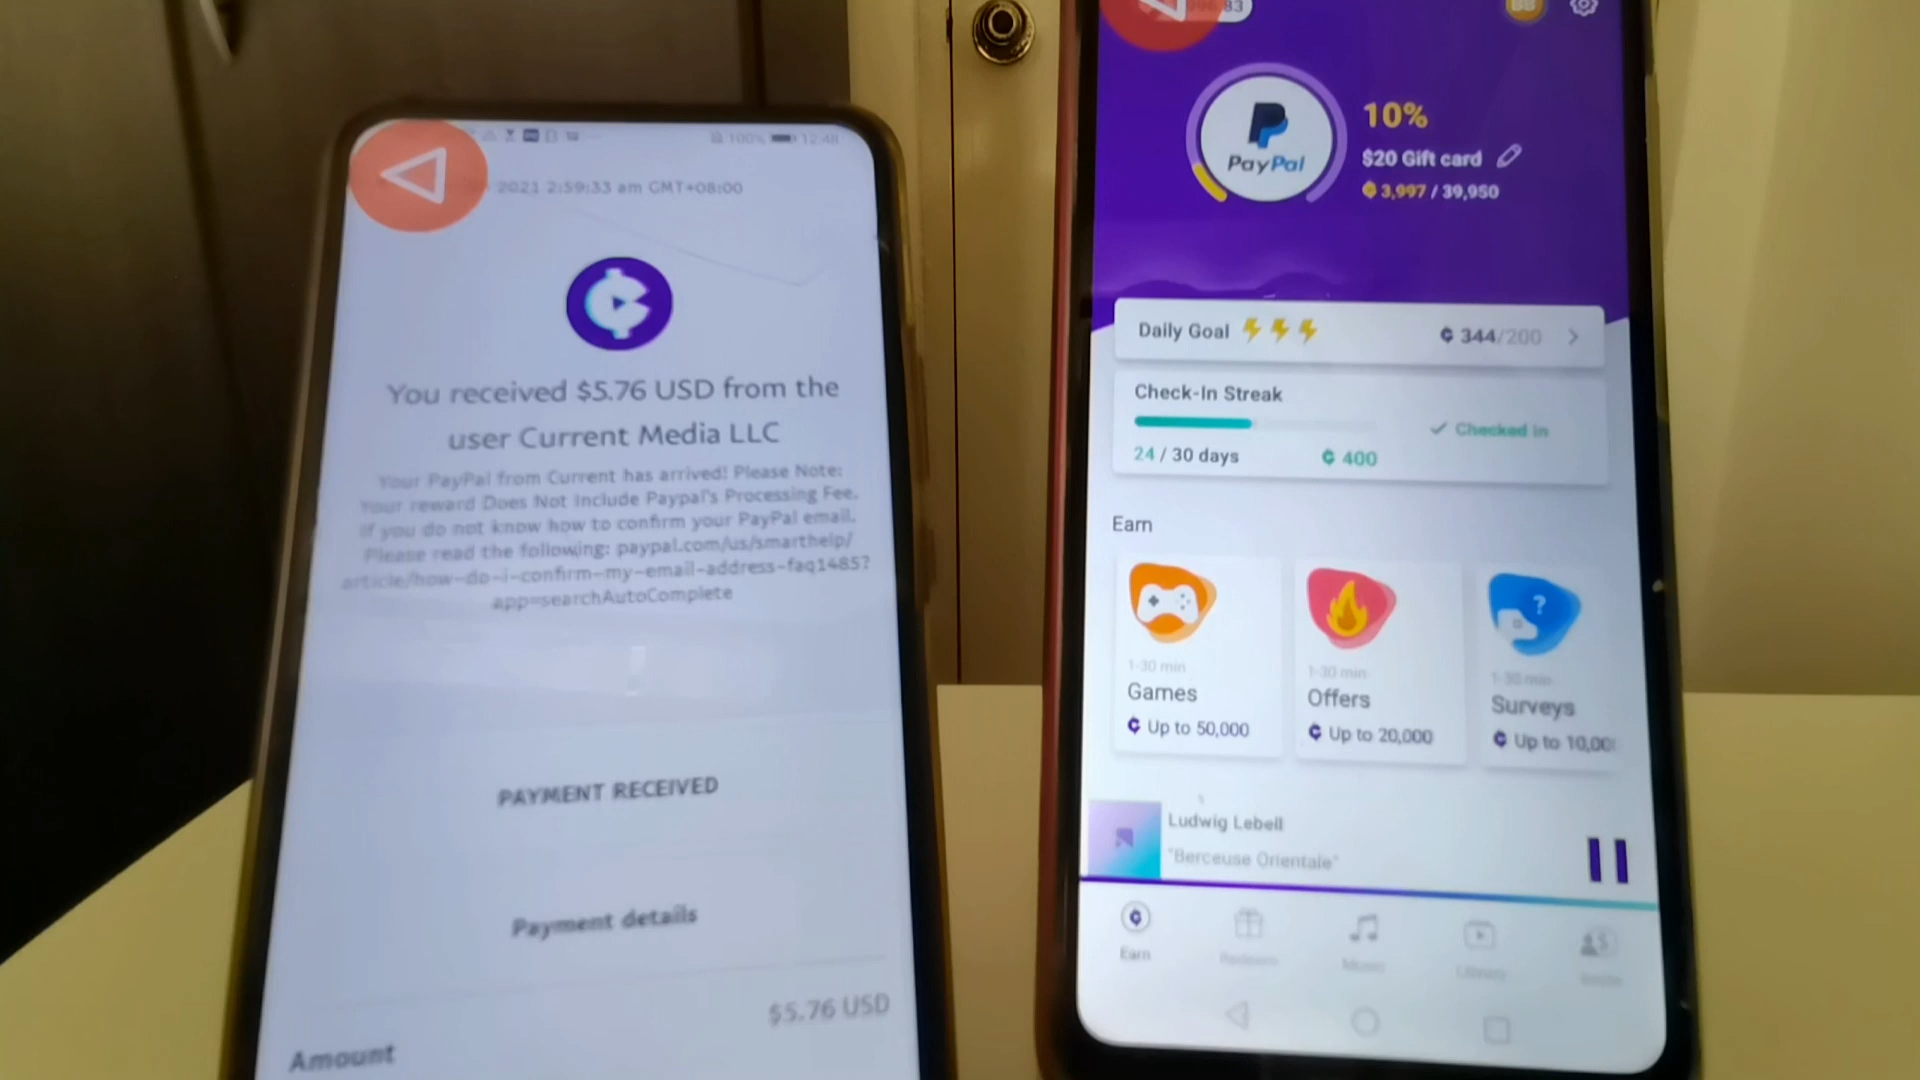 100% 12:48
2021 2:59:33 am GMT+08:00
You received $5.76 USD from the
user Current Media LLC
Your PayPal from Current has arrived! Please Note:
Your reward Does Not Include Paypal's Processing Fee.
If you do not know how to confirm your PayPal email,
Please read the following: paypal.com/us/smarthelp/
article/how-do-i-confirm-my-email-address-faq1485?
app=searchAutoComplete
PAYMENT RECEIVED
Payment details
$5.76 USD
Amount
PayPal
10%
$20 Gift card
3,997 / 39,950
Daily Goal 344/200
Check-In Streak
Checked in
24 / 30 days 400
Earn
1-30 min
Games
Up to 50,000
1-30 min
Offers
Up to 20,000
1-30 min
Surveys
Up to 10,00
Ludwig Lebell
"Berceuse Orientale"
Earn
Redeem
Music
Library
Invite